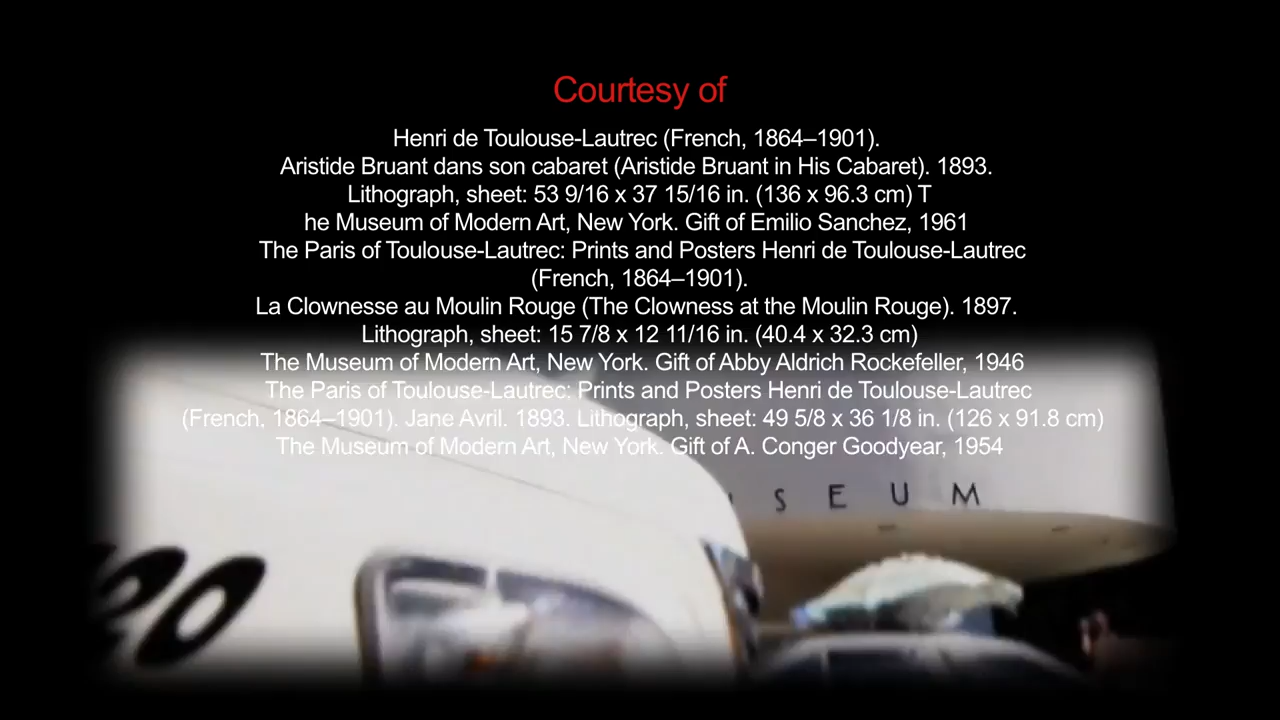 Courtesy of
Henri de Toulouse-Lautrec (French, 1864–1901).
Aristide Bruant dans son cabaret (Aristide Bruant in His Cabaret). 1893.
Lithograph, sheet: 53 9/16 x 37 15/16 in. (136 x 96.3 cm) T
he Museum of Modern Art, New York. Gift of Emilio Sanchez, 1961
The Paris of Toulouse-Lautrec: Prints and Posters Henri de Toulouse-Lautrec
(French, 1864–1901).
La Clownesse au Moulin Rouge (The Clowness at the Moulin Rouge). 1897.
Lithograph, sheet: 15 7/8 x 12 11/16 in. (40.4 x 32.3 cm)
The Museum of Modern Art, New York. Gift of Abby Aldrich Rockefeller, 1946
The Paris of Toulouse-Lautrec: Prints and Posters Henri de Toulouse-Lautrec
(French, 1864–1901). Jane Avril. 1893. Lithograph, sheet: 49 5/8 x 36 1/8 in. (126 x 91.8 cm)
The Museum of Modern Art, New York. Gift of A. Conger Goodyear, 1954
SEUM